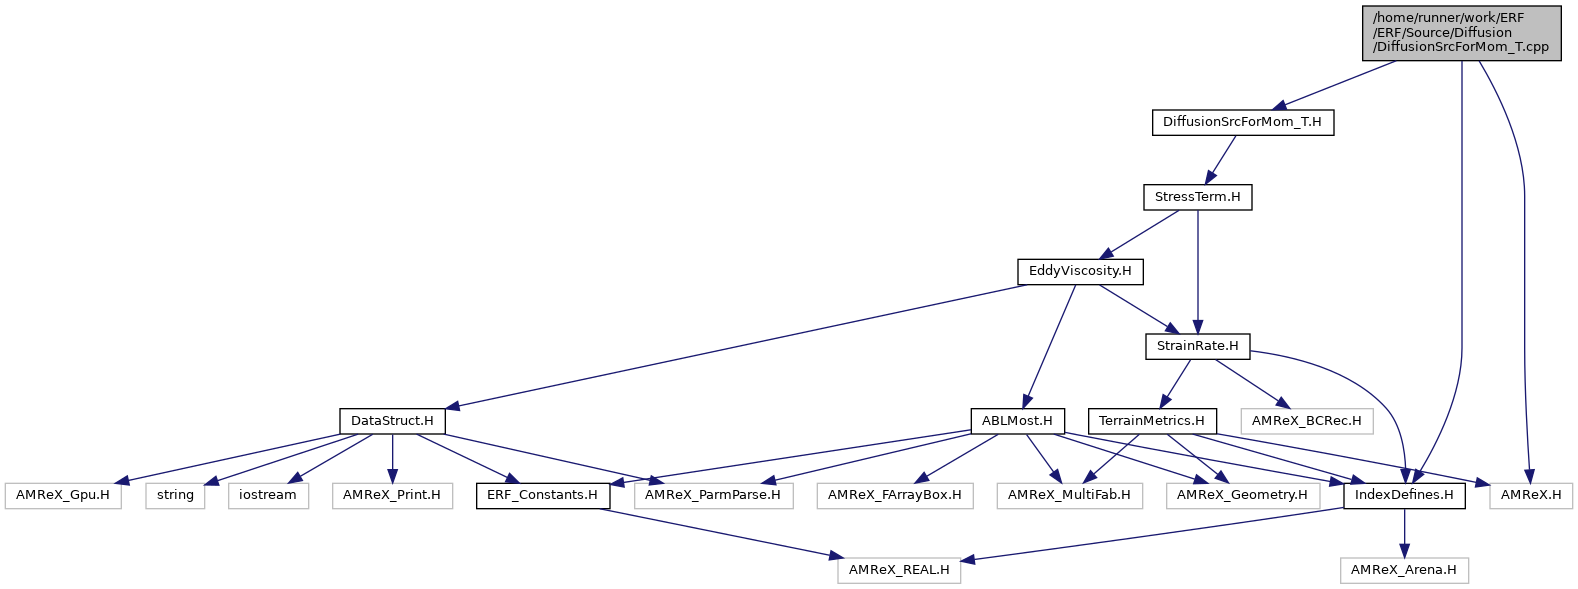 /home/runner/work/ERF
/ERF/Source/Diffusion
/DiffusionSrcForMom_T.cpp
DiffusionSrcForMom_T.H
StressTerm.H
EddyViscosity.H
StrainRate.H
DataStruct.H
ABLMost.H
TerrainMetrics.H
AMReX_BCRec.H
AMReX_Gpu.H
string
iostream
AMReX_Print.H
ERF_Constants.H
AMReX_ParmParse.H
AMReX_FArrayBox.H
AMReX_MultiFab.H
AMReX_Geometry.H
IndexDefines.H
AMReX.H
AMReX_REAL.H
AMReX_Arena.H